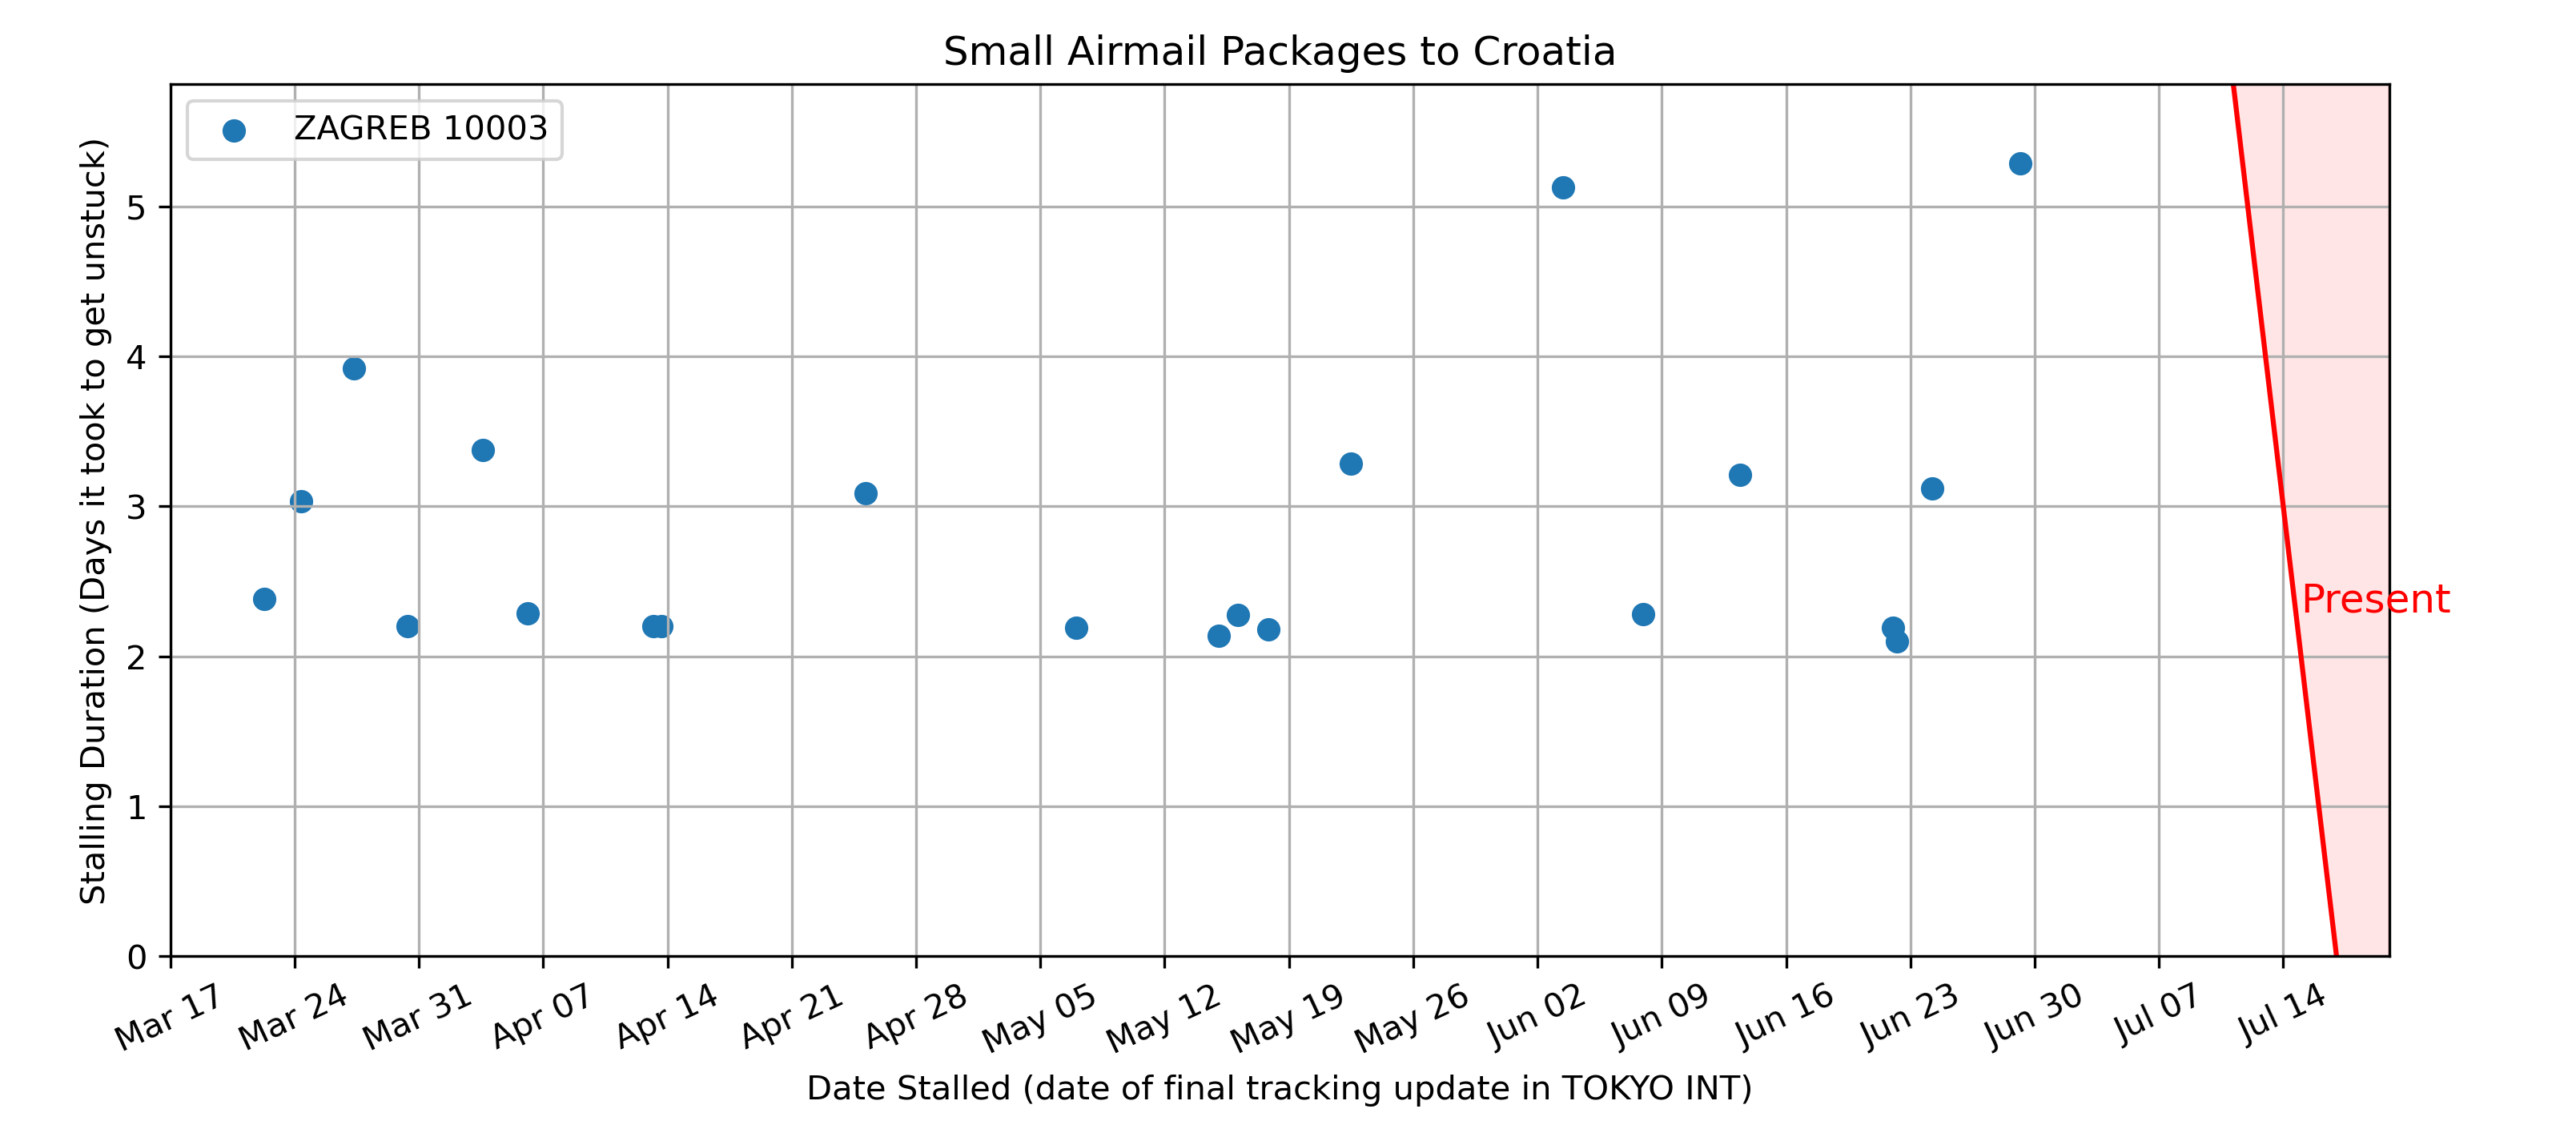 Small Airmail Packages to Croatia
ZAGREB 10003
Stalling Duration (Days it took to get unstuck)
5
4
3
2
1
0
Present
Mar 17
Mar 24
Mar 31
Apr 07
Apr 14
Apr 21
Apr 28
May 05
May 12
May 19
May 26
Jun 02
Jun 09
Jun 16
Jun 23
Jun 30
Jul 07
Jul 14
Date Stalled (date of final tracking update in TOKYO INT)